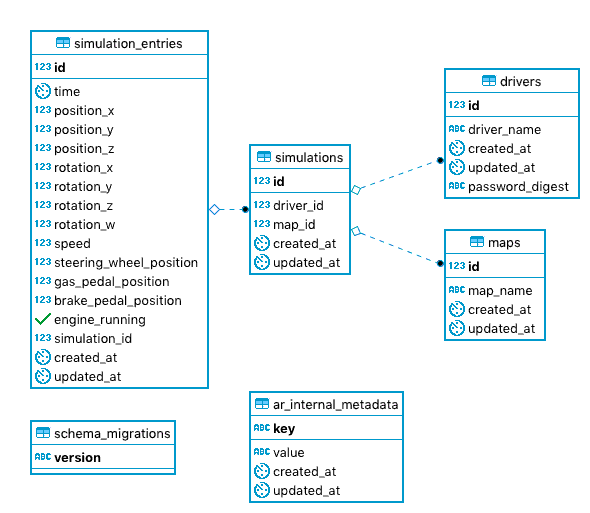 simulation_entries
123 id
time
123 position_x
123 position_y
123 position_z
123 rotation_x
123 rotation_y
123 rotation_z
123 rotation_w
123 speed
123 steering_wheel_position
123 gas_pedal_position
123 brake_pedal_position
engine_running
123 simulation_id
created_at
updated_at
simulations
123 id
123 driver_id
123 map_id
created_at
updated_at
drivers
123 id
ABC driver_name
created_at
updated_at
ABC password_digest
maps
123 id
ABC map_name
created_at
updated_at
schema_migrations
ABC version
ar_internal_metadata
ABC key
ABC value
created_at
updated_at